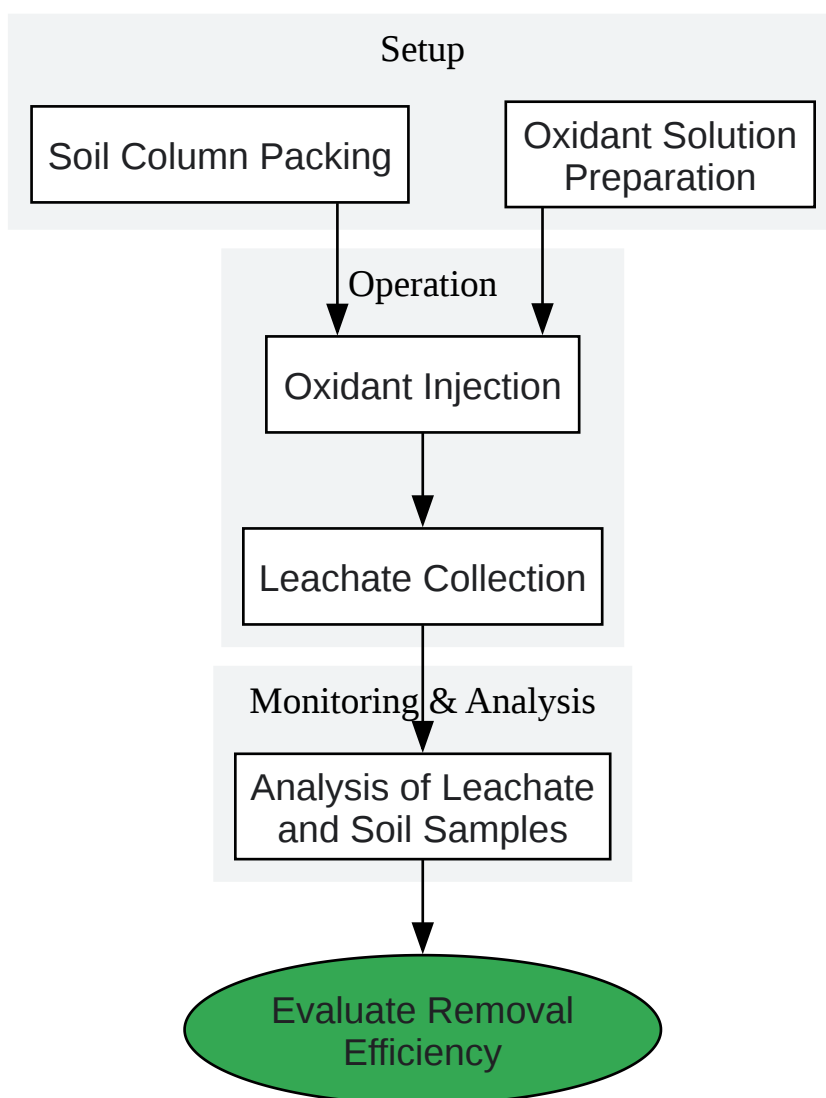 Setup
Soil Column Packing
Oxidant Solution
Preparation
Operation
Oxidant Injection
Leachate Collection
Monitoring & Analysis
Analysis of Leachate
and Soil Samples
Evaluate Removal
Efficiency